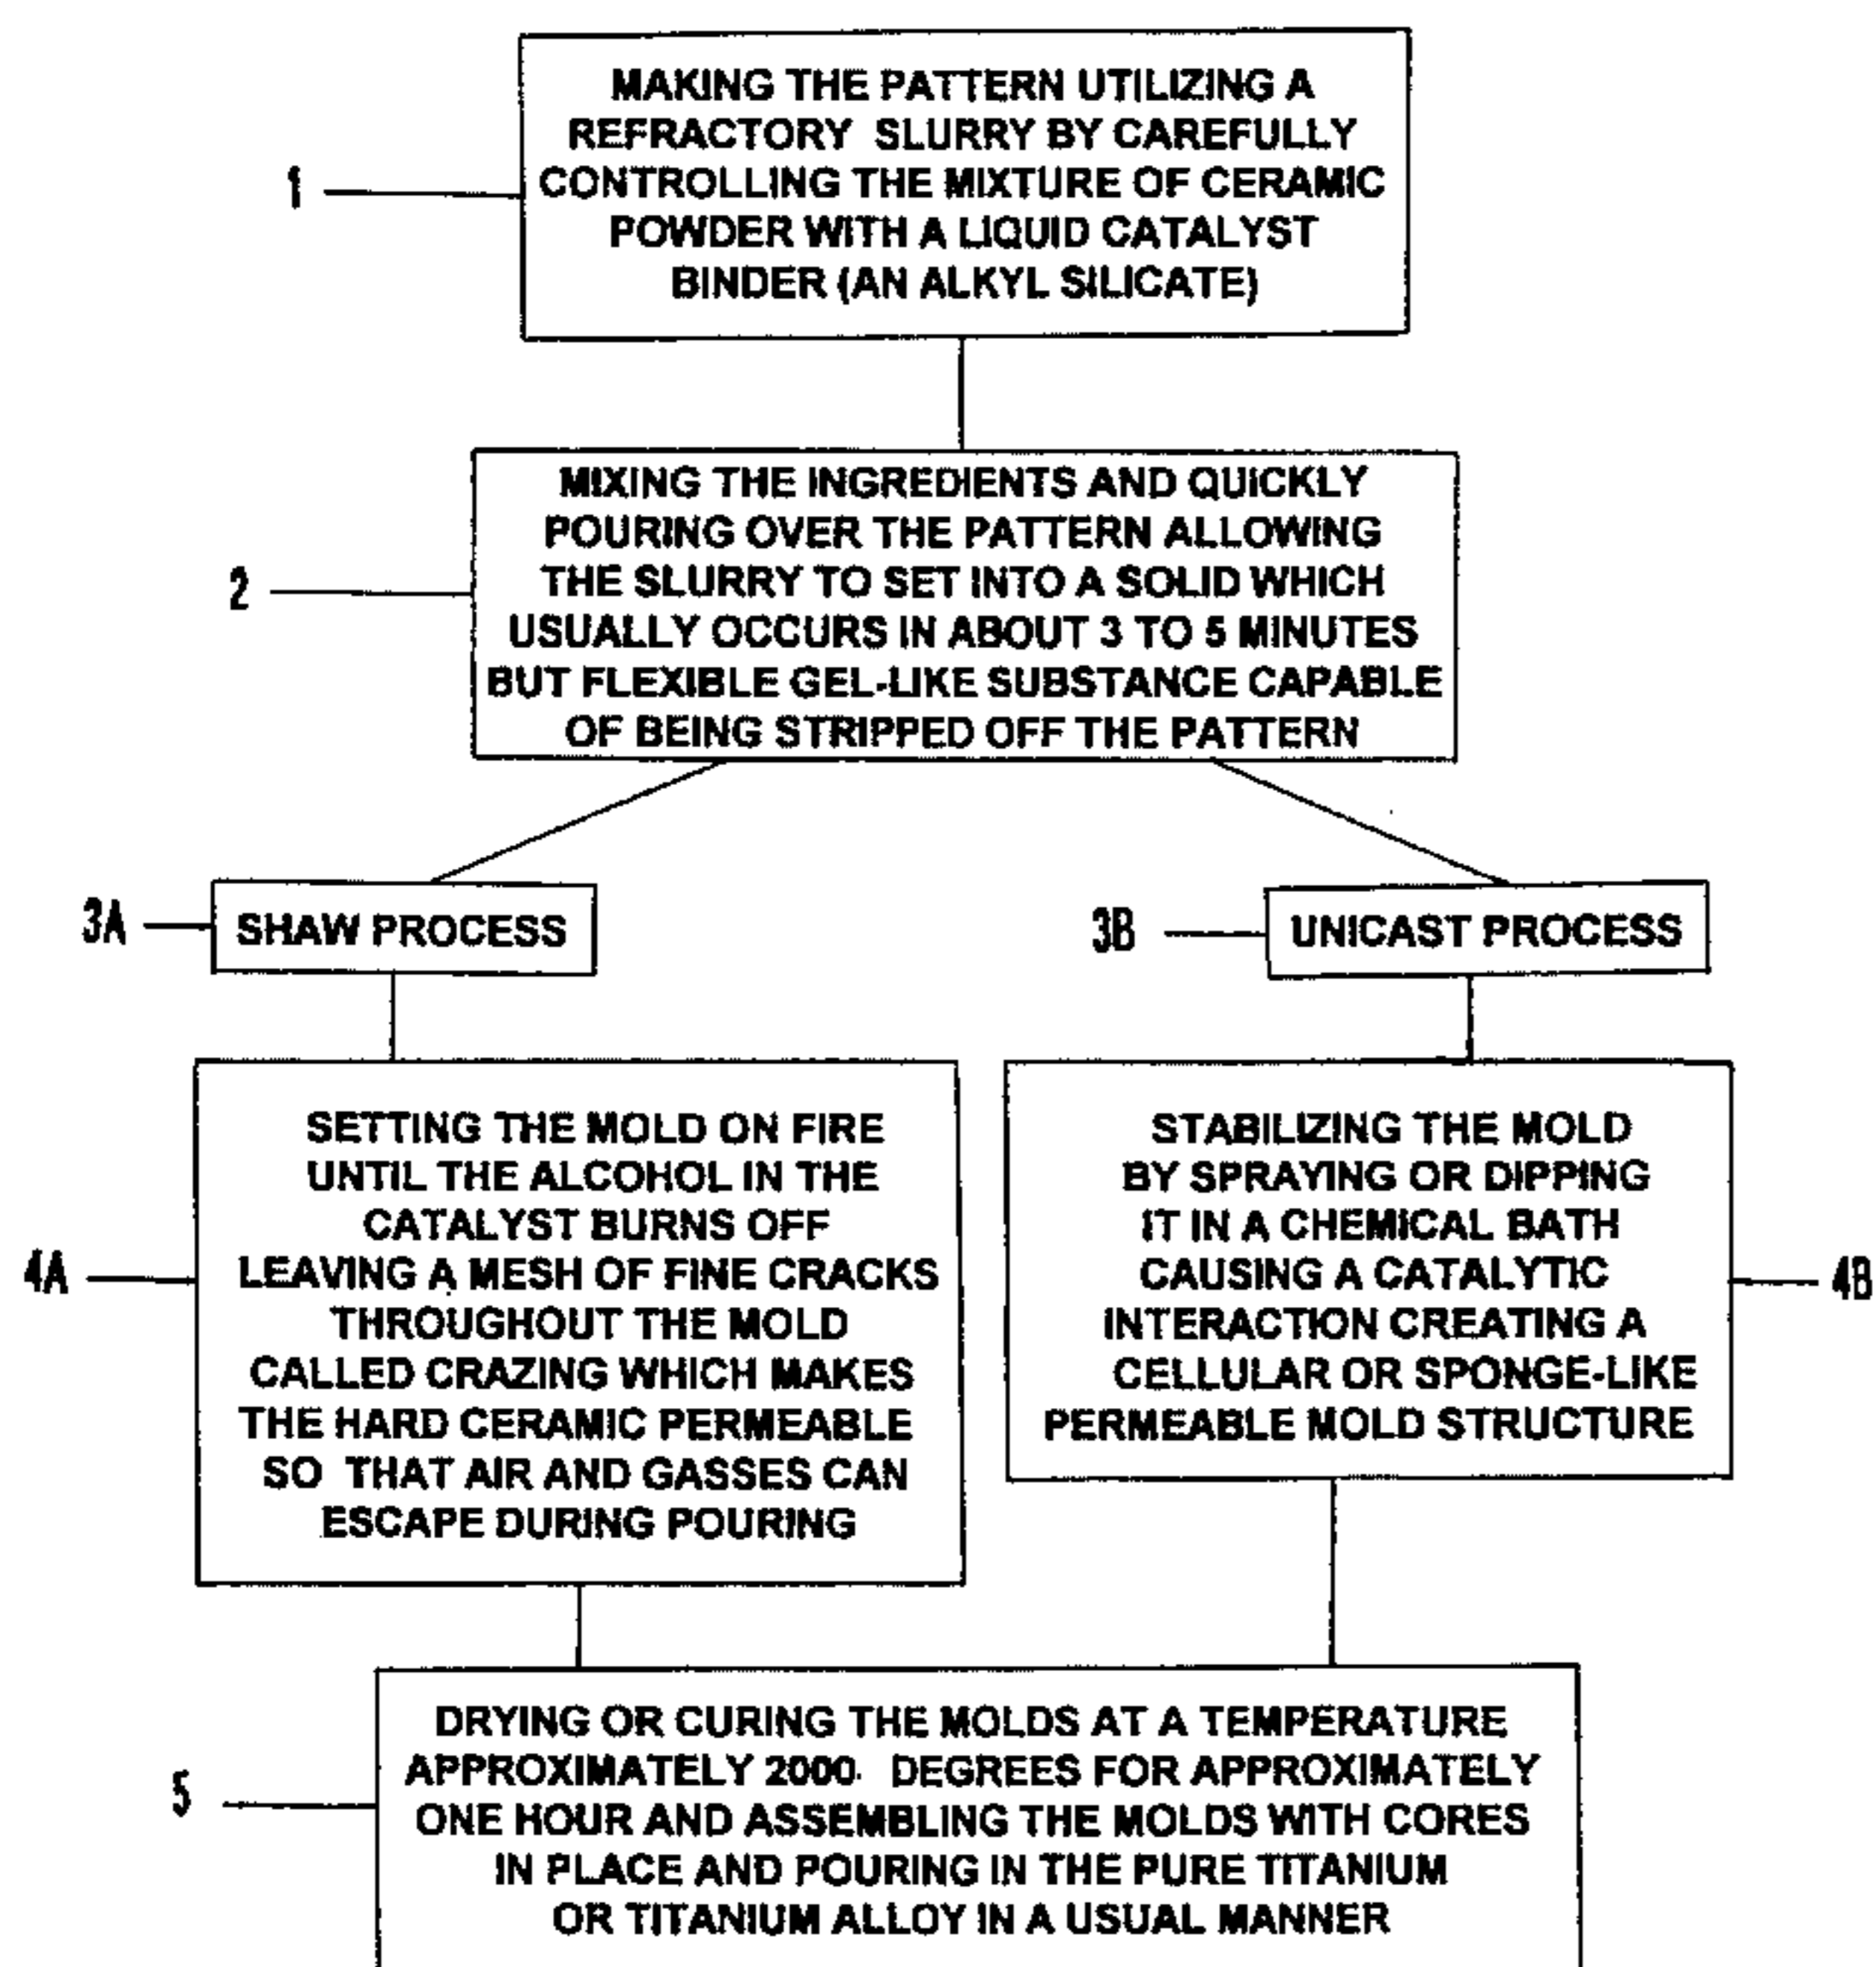 MAKING THE PATTERN UTILIZING A
REFRACTORY SLURRY BY CAREFULLY
1
CONTROLLING THE MIXTURE OF CERAMIC
POWDER WITH A LIQUID CATALYST
BINDER (AN ALKYL SILICATE)
MIXING THE INGREDIENTS AND QUICKLY
POURING OVER THE PATTERN ALLOWING
2
THE SLURRY TO SET INTO A SOLID WHICH
USUALLY OCCURS IN ABOUT 3 TO 5 MINUTES
BUT FLEXIBLE GEL-LIKE SUBSTANCE CAPABLE
OF BEING STRIPPED OFF THE PATTERN
3A
SHAW PROCESS
3B
UNICAST PROCESS
4A
SETTING THE MOLD ON FIRE
UNTIL THE ALCOHOL IN THE
CATALYST BURNS OFF
LEAVING A MESH OF FINE CRACKS
THROUGHOUT THE MOLD
CALLED CRAZING WHICH MAKES
THE HARD CERAMIC PERMEABLE
SO THAT AIR AND GASSES CAN
ESCAPE DURING POURING
STABILIZING THE MOLD
BY SPRAYING OR DIPPING
IT IN A CHEMICAL BATH
CAUSING A CATALYTIC
INTERACTION CREATING A
CELLULAR OR SPONGE-LIKE
PERMEABLE MOLD STRUCTURE
4B
5
DRYING OR CURING THE MOLDS AT A TEMPERATURE
APPROXIMATELY 2000 DEGREES FOR APPROXIMATELY
ONE HOUR AND ASSEMBLING THE MOLDS WITH CORES
IN PLACE AND POURING IN THE PURE TITANIUM
OR TITANIUM ALLOY IN A USUAL MANNER